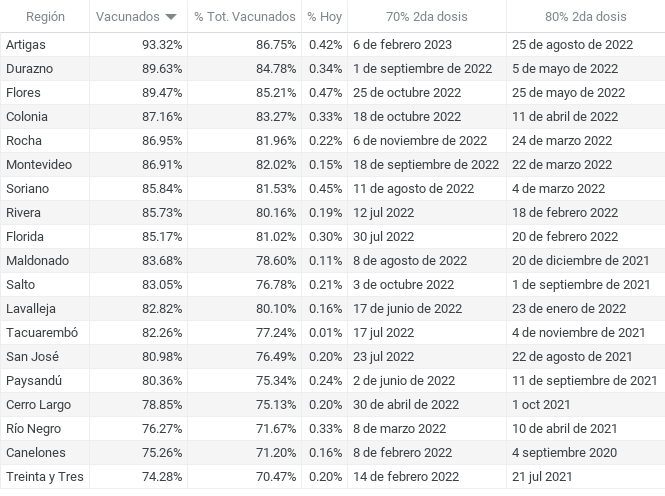 Región Vacunados % Tot. Vacunados % Hoy 70% 2da dosis 80% 2da dosis
Artigas 93.32% 86.75% 0.42% 6 de febrero 2023 25 de agosto de 2022
Durazno 89.63% 84.78% 0.34% 1 de septiembre de 2022 5 de mayo de 2022
Flores 89.47% 85.21% 0.47% 25 de octubre 2022 25 de mayo de 2022
Colonia 87.16% 83.27% 0.33% 18 de octubre 2022 11 de abril de 2022
Rocha 86.95% 81.96% 0.22% 6 de noviembre de 2022 24 de marzo 2022
Montevideo 86.91% 82.02% 0.15% 18 de septiembre de 2022 22 de marzo 2022
Soriano 85.84% 81.53% 0.45% 11 de agosto de 2022 4 de marzo 2022
Rivera 85.73% 80.16% 0.19% 12 jul 2022 18 de febrero 2022
Florida 85.17% 81.02% 0.30% 30 jul 2022 20 de febrero 2022
Maldonado 83.68% 78.60% 0.11% 8 de agosto de 2022 20 de diciembre de 2021
Salto 83.05% 76.78% 0.21% 3 de octubre 2022 1 de septiembre de 2021
Lavalleja 82.82% 80.10% 0.16% 17 de junio de 2022 23 de enero de 2022
Tacuarembó 82.26% 77.24% 0.01% 17 jul 2022 4 de noviembre de 2021
San José 80.98% 76.49% 0.20% 23 jul 2022 22 de agosto de 2021
Paysandú 80.36% 75.34% 0.24% 2 de junio de 2022 11 de septiembre de 2021
Cerro Largo 78.85% 75.13% 0.20% 30 de abril de 2022 1 oct 2021
Río Negro 76.27% 71.67% 0.33% 8 de marzo 2022 10 de abril de 2021
Canelones 75.26% 71.20% 0.16% 8 de febrero 2022 4 septiembre 2020
Treinta y Tres 74.28% 70.47% 0.20% 14 de febrero 2022 21 jul 2021